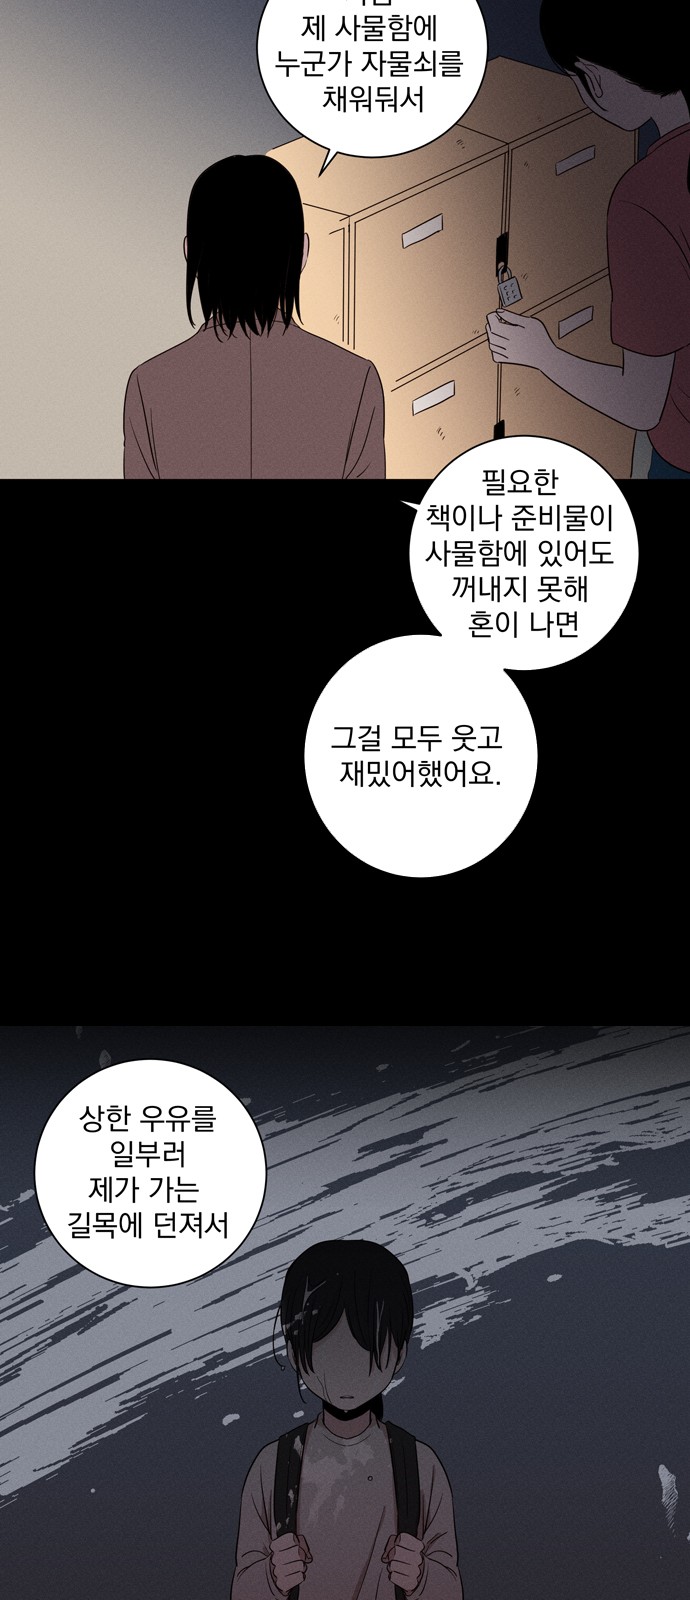 제 사물함에
누군가 자물쇠를
채워둬서
필요한
책이나 준비물이
사물함에 있어도
꺼내지 못해
혼이 나면
그걸 모두 웃고
재밌어했어요.
상한 우유를
일부러
제가 가는
길목에 던져서